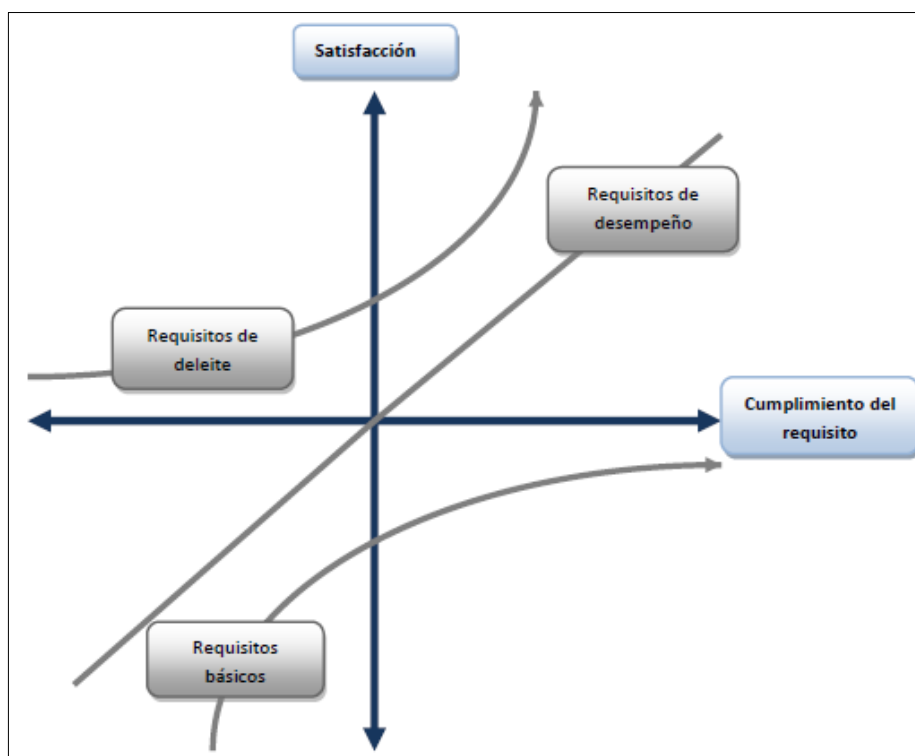 Satisfacción
Requisitos de
desempeño
Requisitos de
deleite
Cumplimiento del
requisito
Requisitos
básicos